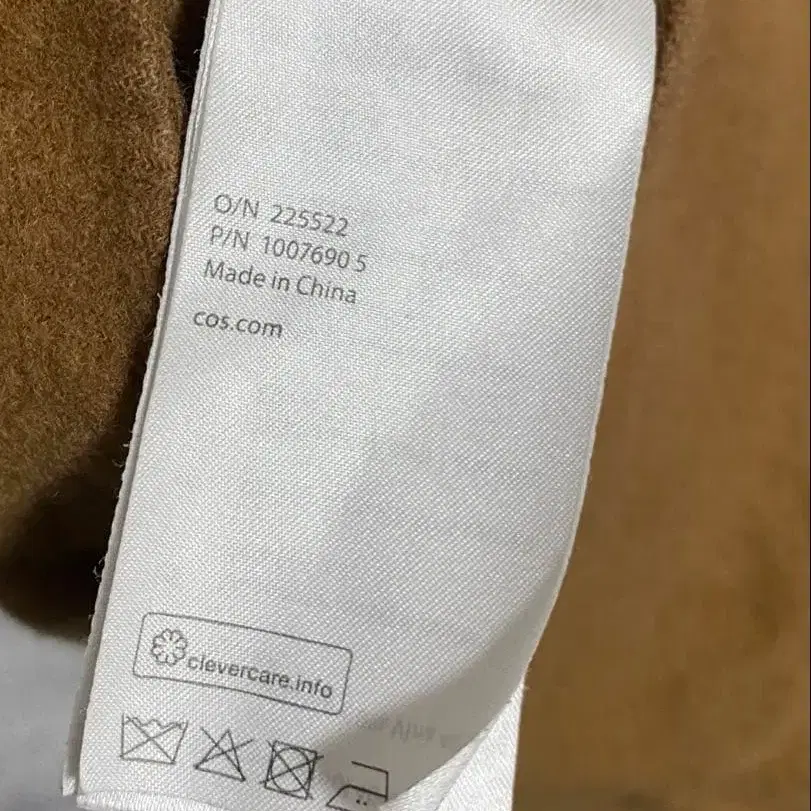 O/N 225522
P/N 1007690 5
Made in China
cos.com
clevercare.info